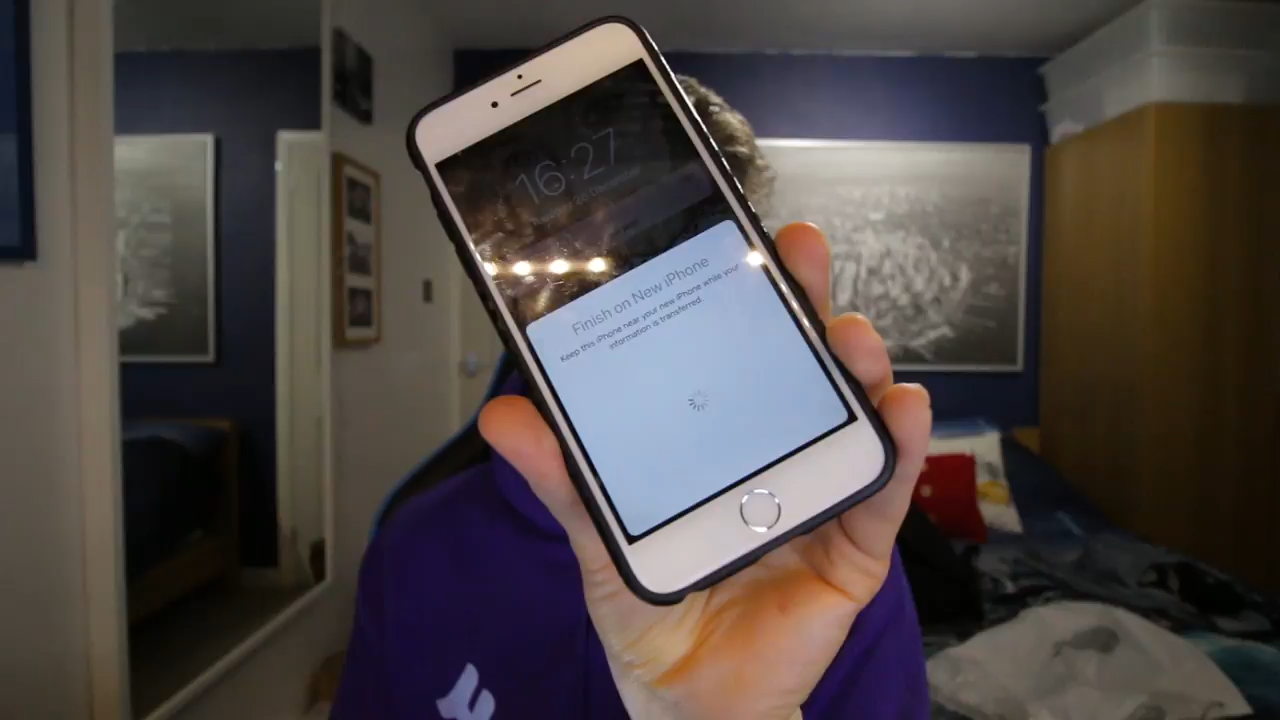 16:27
Finish on New iPhone
Keep this iPhone near your new iPhone while your
information is transferred.